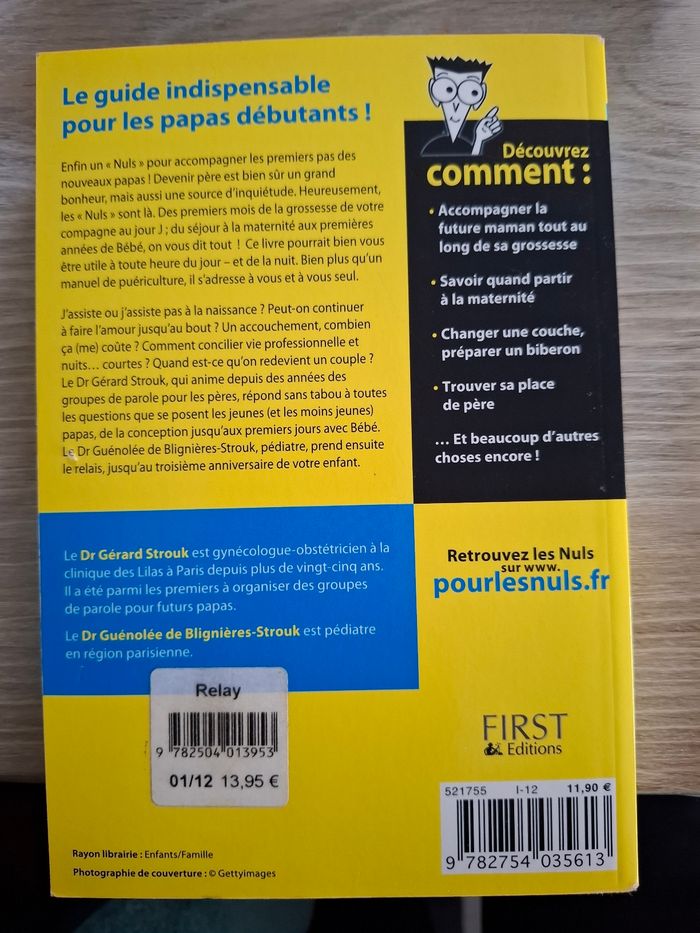 Le guide indispensable
pour les papas débutants !
Enfin un « Nuls » pour accompagner les premiers pas des
nouveaux papas ! Devenir père est bien sûr un grand
bonheur, mais aussi une source d'inquiétude. Heureusement,
les « Nuls » sont là. Des premiers mois de la grossesse de votre
compagne au jour J ; du séjour à la maternité aux premières
années de Bébé, on vous dit tout ! Ce livre pourrait bien vous
être utile à toute heure du jour – et de la nuit. Bien plus qu'un
manuel de puériculture, il s'adresse à vous et à vous seul.
J'assiste ou j'assiste pas à la naissance ? Peut-on continuer
à faire l'amour jusqu'au bout ? Un accouchement, combien
ça (me) coûte ? Comment concilier vie professionnelle et
nuits… courtes ? Quand est-ce qu'on redevient un couple ?
Le Dr Gérard Strouk, qui anime depuis des années des
groupes de parole pour les pères, répond sans tabou à toutes
les questions que se posent les jeunes (et les moins jeunes)
papas, de la conception jusqu'aux premiers jours avec Bébé.
Le Dr Guénolée de Blignières-Strouk, pédiatre, prend ensuite
le relais, jusqu'au troisième anniversaire de votre enfant.
Découvrez
comment :
• Accompagner la
future maman tout au
long de sa grossesse
• Savoir quand partir
à la maternité
• Changer une couche,
préparer un biberon
• Trouver sa place
de père
… Et beaucoup d'autres
choses encore !
Le Dr Gérard Strouk est gynécologue-obstétricien à la
clinique des Lilas à Paris depuis plus de vingt-cinq ans.
Il a été parmi les premiers à organiser des groupes
de parole pour futurs papas.
Le Dr Guénolée de Blignières-Strouk est pédiatre
en région parisienne.
Retrouvez les Nuls
sur www.
pourlesnuls.fr
Relay
9 782504 013953
01/12 13,95 €
FIRST
& Editions
521755 I-12 11,90 €
9 782754 035613
Rayon librairie : Enfants/Famille
Photographie de couverture : © Gettyimages